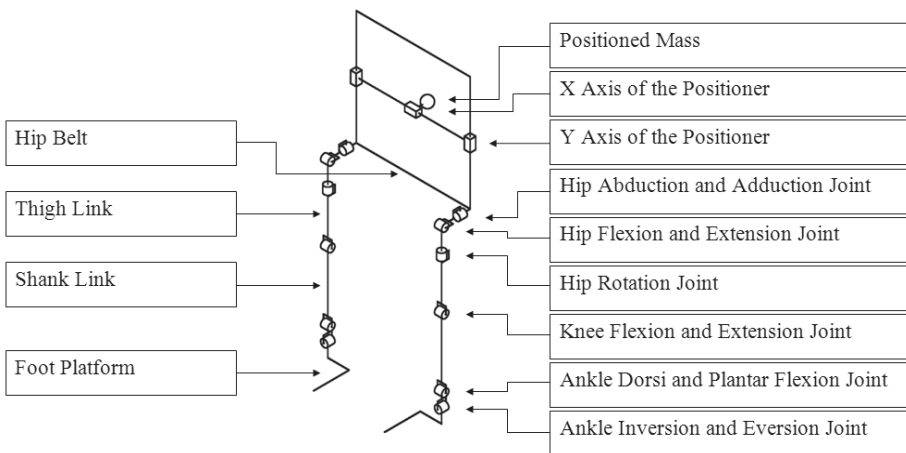 Hip Belt
Thigh Link
Shank Link
Foot Platform
Positioned Mass
X Axis of the Positioner
Y Axis of the Positioner
Hip Abduction and Adduction Joint
Hip Flexion and Extension Joint
Hip Rotation Joint
Knee Flexion and Extension Joint
Ankle Dorsi and Plantar Flexion Joint
Ankle Inversion and Eversion Joint